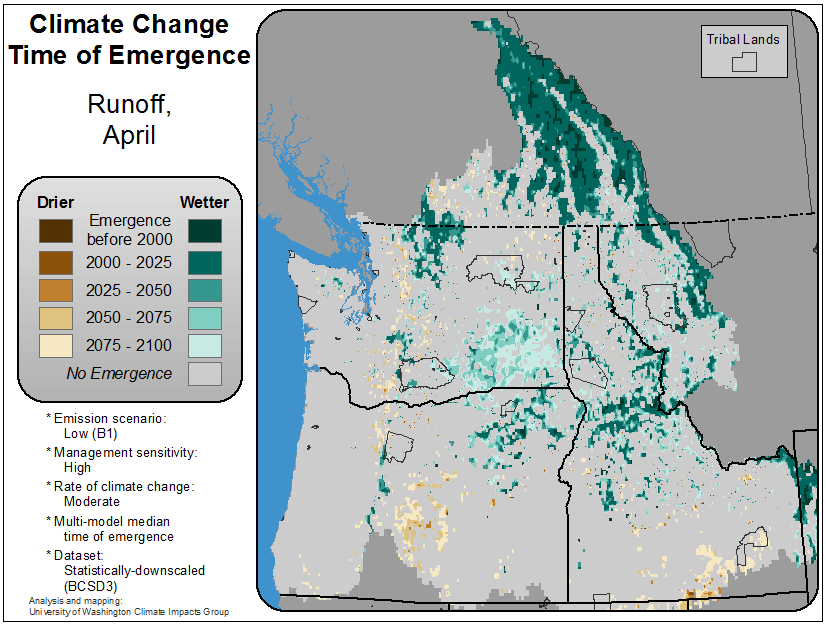 Climate Change
Time of Emergence
Runoff,
April
Tribal Lands
Drier
Wetter
Emergence
before 2000
2000 - 2025
2025 - 2050
2050 - 2075
2075 - 2100
No Emergence
* Emission scenario:
Low (B1)
* Management sensitivity:
High
* Rate of climate change:
Moderate
* Multi-model median
time of emergence
* Dataset:
Statistically-downscaled
(BCSD3)
Analysis and mapping:
University of Washington Climate Impacts Group